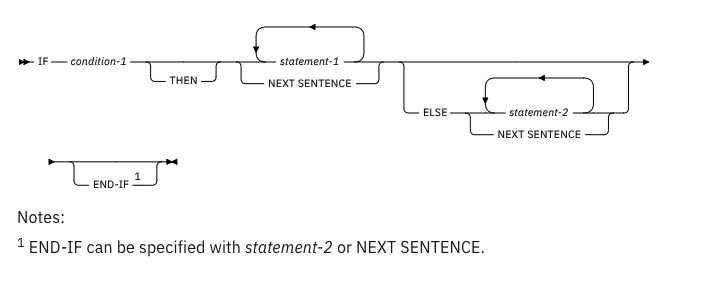 IF condition-1 THEN statement-1 NEXT SENTENCE ELSE statement-2 NEXT SENTENCE
END-IF 1
Notes:
1 END-IF can be specified with statement-2 or NEXT SENTENCE.